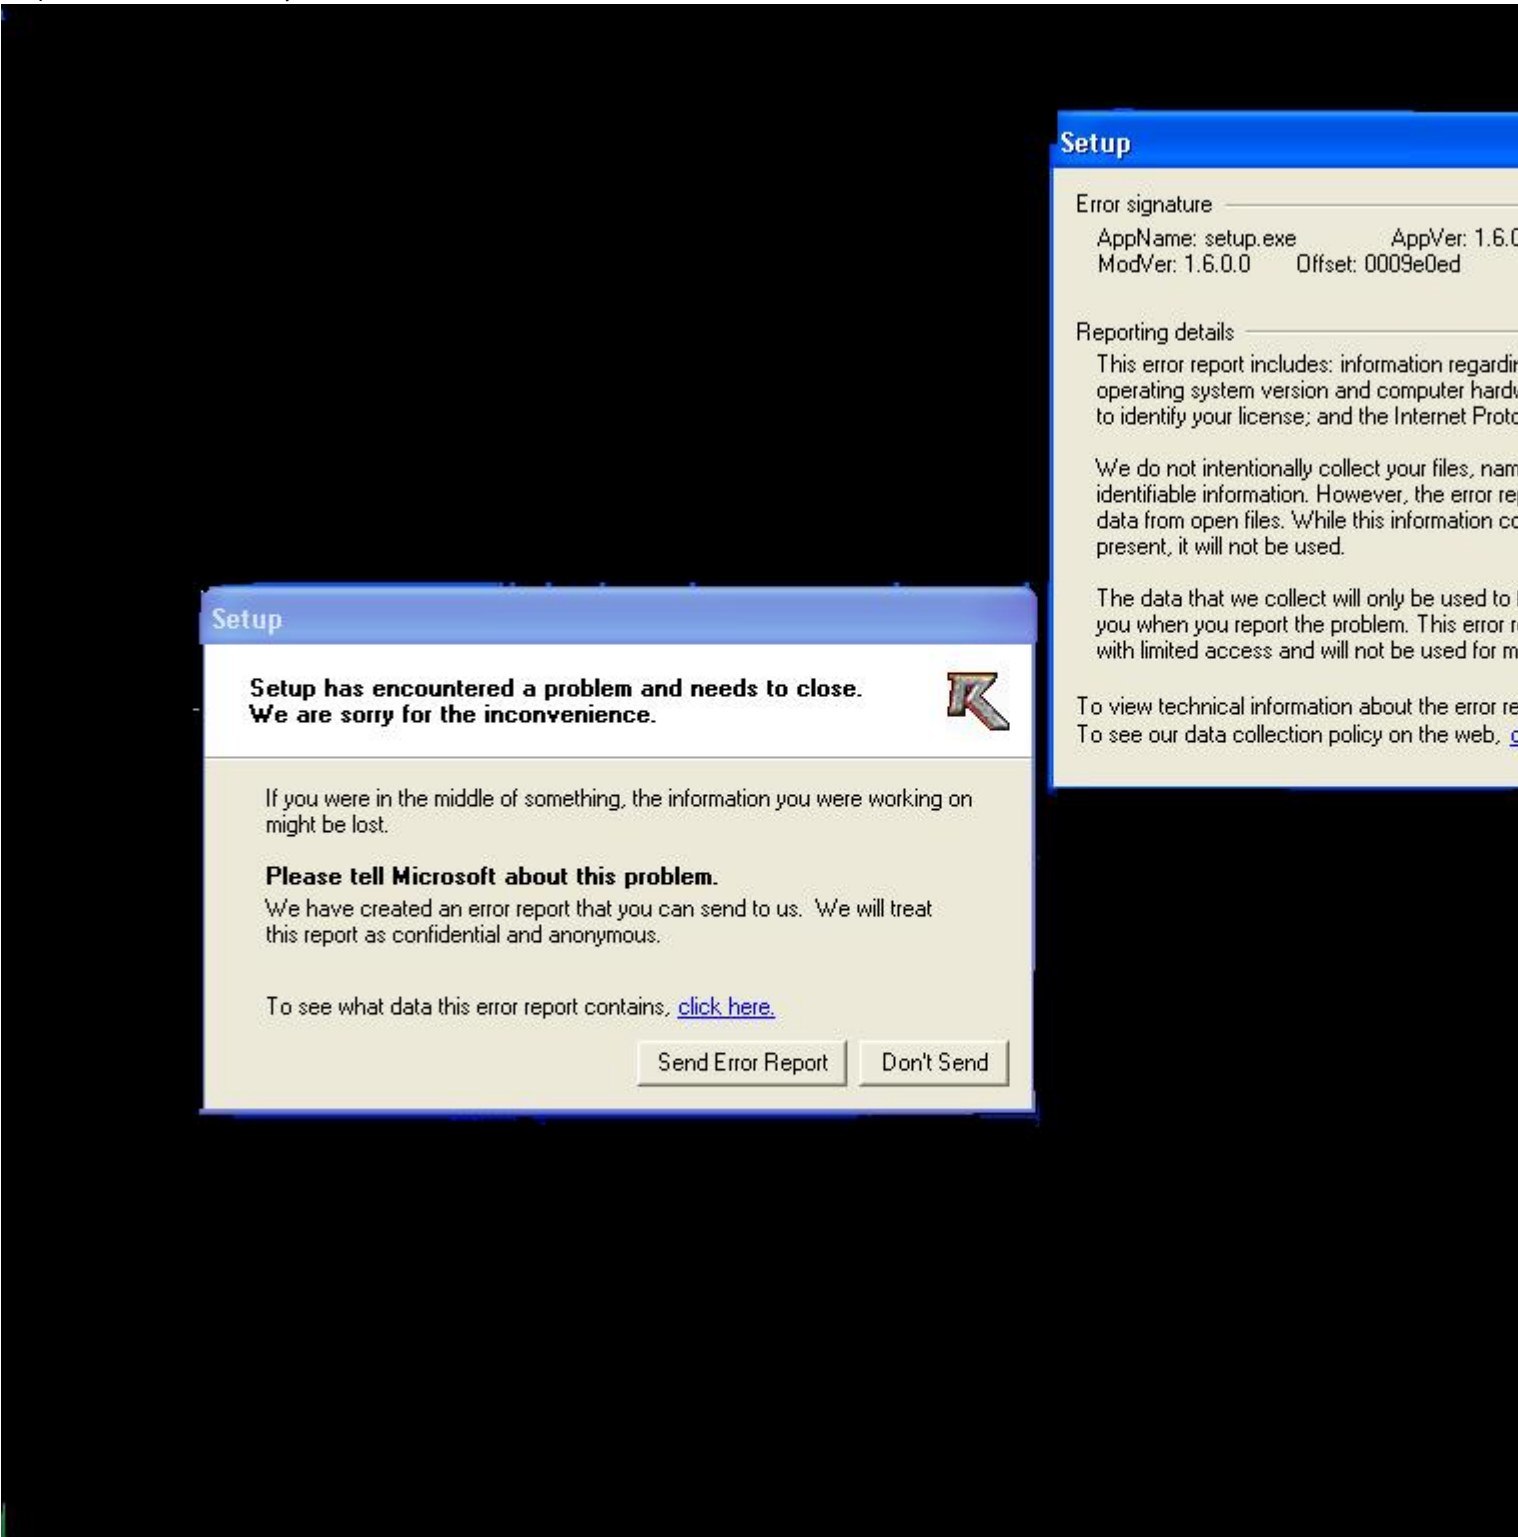 Setup
Error signature
AppName: setup.exe AppVer: 1.6.0
ModVer: 1.6.0.0 Offset: 0009e0ed
Reporting details
This error report includes: information
operating system version and computer
to identify your license; and the Internet
We do not intentionally collect your files,
identifiable information. However, the error
data from open files. While this information
present, it will not be used.
The data that we collect will only be used to
you when you report the problem. This error
with limited access and will not be used for
To view technical information about the error
To see our data collection policy on the web,
Setup
Setup has encountered a problem and needs to close.
We are sorry for the inconvenience.
If you were in the middle of something, the information you were working on
might be lost.
Please tell Microsoft about this problem.
We have created an error report that you can send to us. We will treat
this report as confidential and anonymous.
To see what data this error report contains, click here.
Send Error Report Don't Send